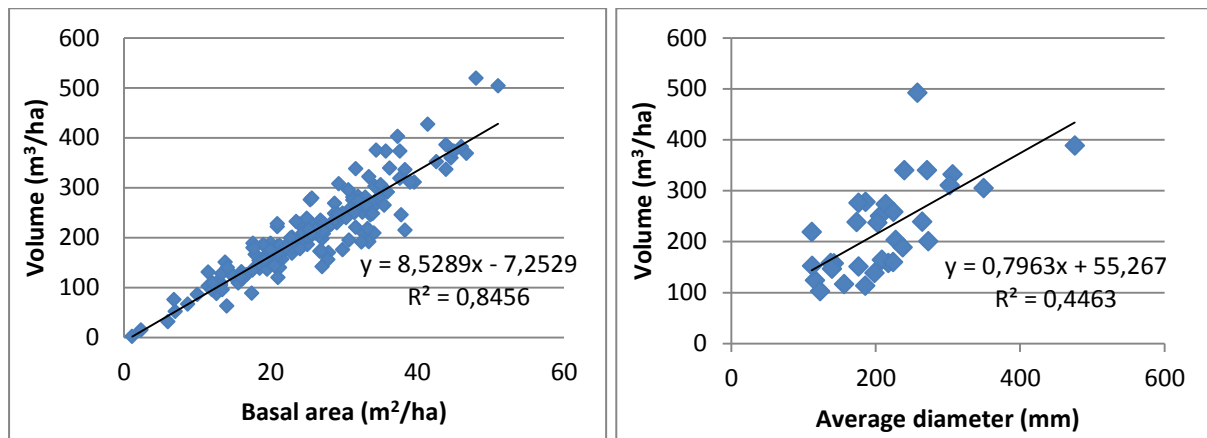 600
500
400
300
200
100
0
Volume (m³/ha)
y = 8,5289x - 7,2529
R² = 0,8456
0 20 40 60
Basal area (m²/ha)
600
500
400
300
200
100
0
Volume (m³/ha)
y = 0,7963x + 55,267
R² = 0,4463
0 200 400 600
Average diameter (mm)